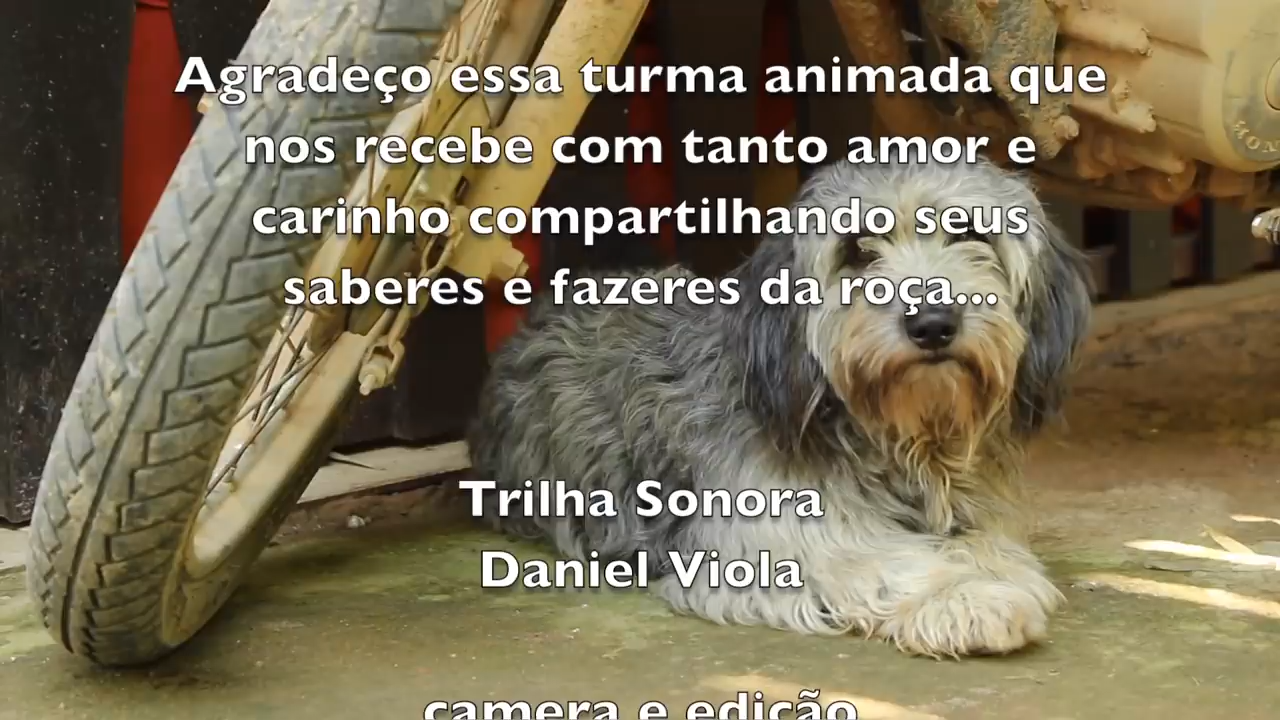 Agradeço essa turma animada que
nos recebe com tanto amor e
carinho compartilhando seus
saberes e fazeres da roça...
Trilha Sonora
Daniel Viola
camera e edição